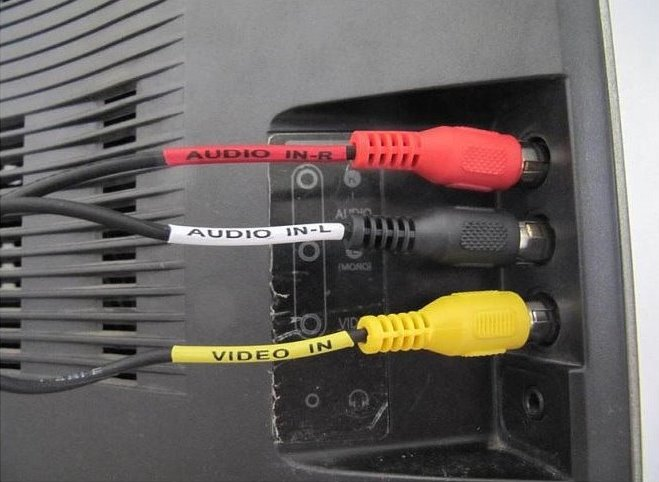 AUDIO IN-R
AUDIO
AUDIO IN-L
(MONO)
VIDEO IN